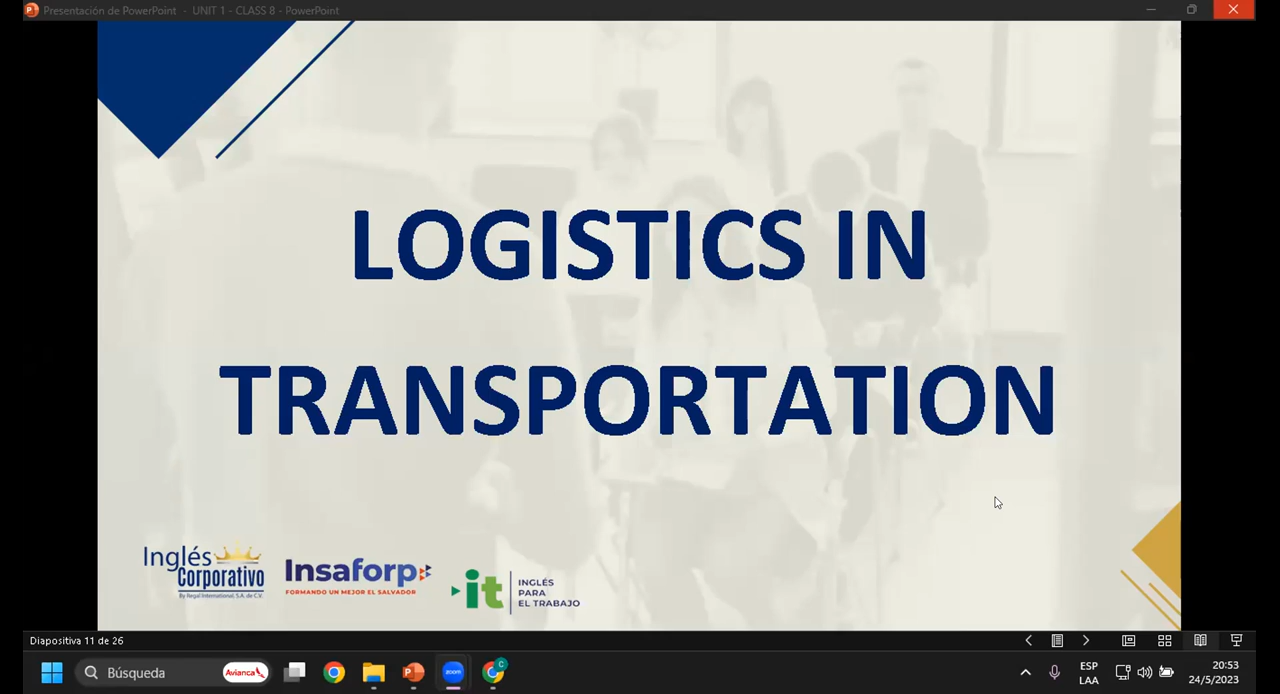 Presentación de PowerPoint - UNIT 1 - CLASS 8 - PowerPoint
LOGISTICS IN
TRANSPORTATION
Inglés
Corporativo
By Regal International, S.A. de C.V.
Insaforp
FORMANDO UN MEJOR EL SALVADOR
it
INGLÉS
PARA
EL TRABAJO
Diapositiva 11 de 26
Búsqueda
Avianca
zoom
C
ESP
LAA
20:53
24/5/2023